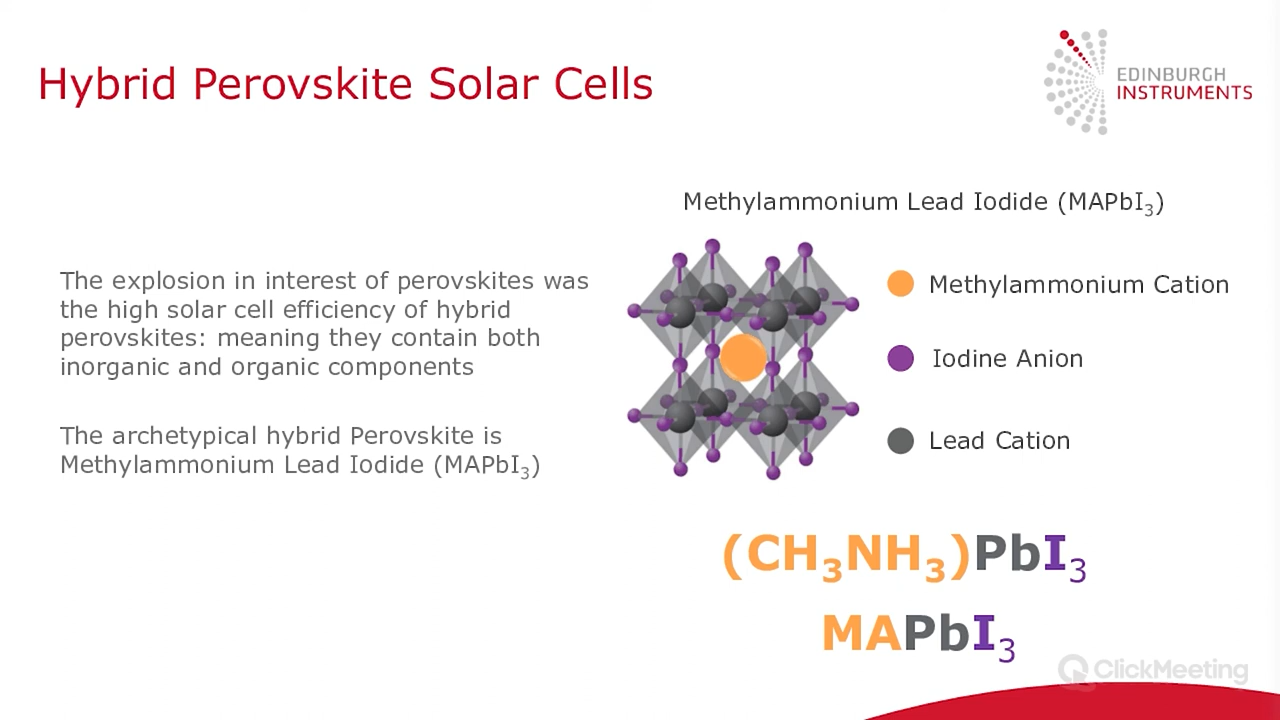 Hybrid Perovskite Solar Cells
EDINBURGH
INSTRUMENTS
Methylammonium Lead Iodide (MAPbI₃)
The explosion in interest of perovskites was
the high solar cell efficiency of hybrid
perovskites: meaning they contain both
inorganic and organic components
The archetypical hybrid Perovskite is
Methylammonium Lead Iodide (MAPbI₃)
Methylammonium Cation
Iodine Anion
Lead Cation
(CH₃NH₃)PbI₃
MAPbI₃
ClickMeeting